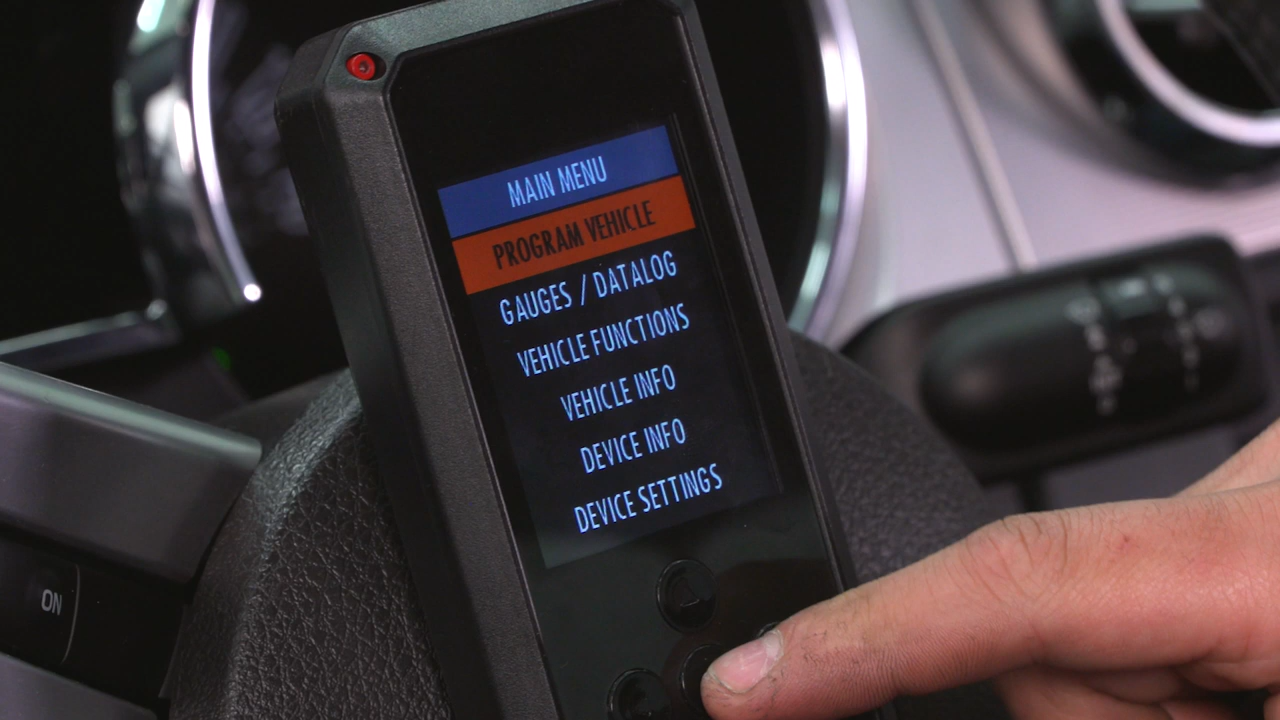 MAIN MENU
PROGRAM VEHICLE
GAUGES / DATALOG
VEHICLE FUNCTIONS
VEHICLE INFO
DEVICE INFO
DEVICE SETTINGS
ON